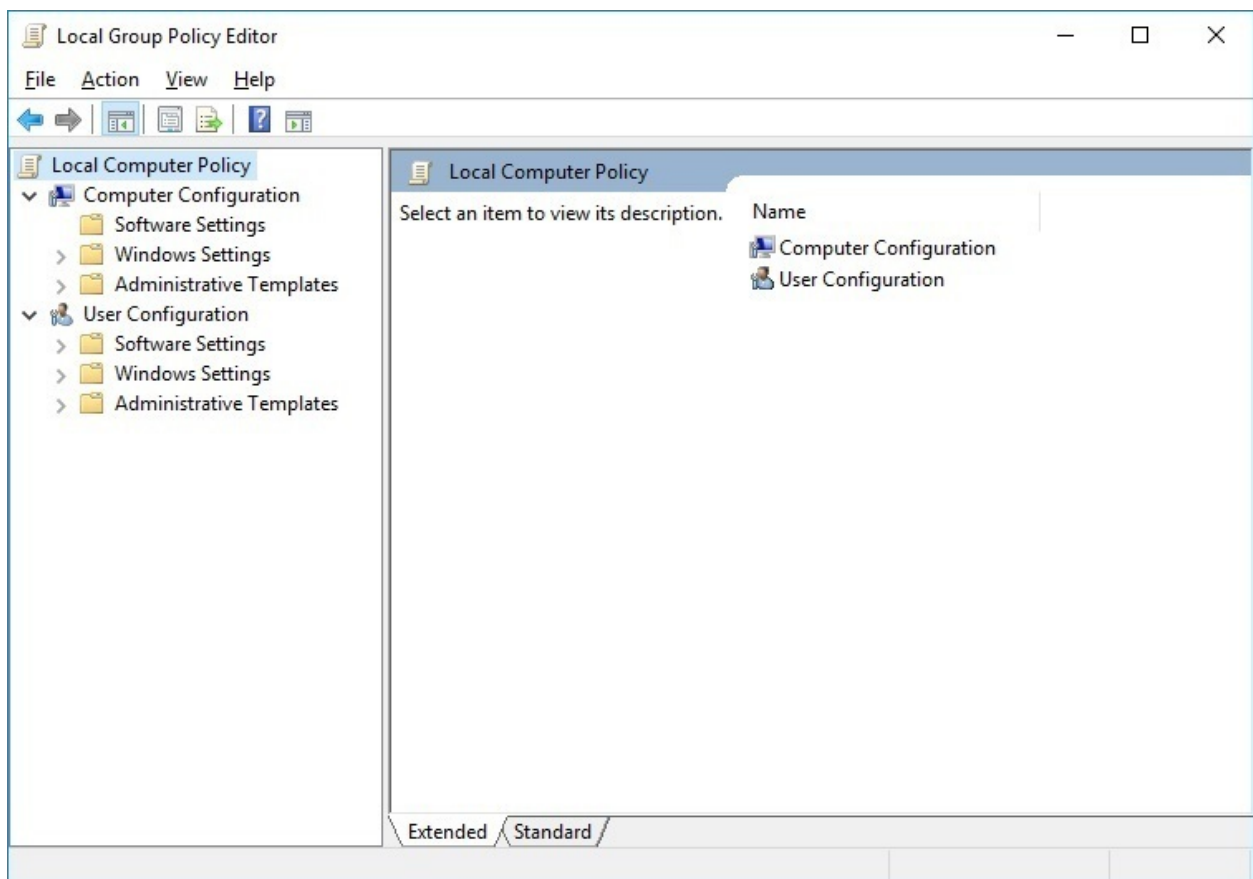 Local Group Policy Editor
File Action View Help
Local Computer Policy
Computer Configuration
Software Settings
Windows Settings
Administrative Templates
User Configuration
Software Settings
Windows Settings
Administrative Templates
Local Computer Policy
Select an item to view its description.
Name
Computer Configuration
User Configuration
Extended Standard